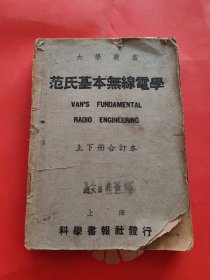 大學叢書
范氏基本無線電學
VAN'S FUNDAMENTAL
RADIO ENGINEERING
上下册合訂本
上海
科學書報社發行